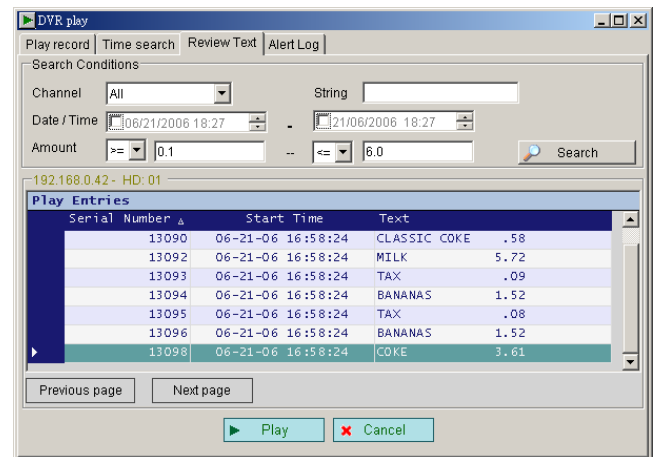 DVR play
Play record Time search Review Text Alert Log
Search Conditions
Channel All String
Date / Time 06/21/2006 18:27 - 21/06/2006 18:27
Amount >= 0.1 -- <= 6.0 Search
192.168.0.42 - HD: 01
Play Entries
Serial Number Start Time Text
13090 06-21-06 16:58:24 CLASSIC COKE .58
13092 06-21-06 16:58:24 MILK 5.72
13093 06-21-06 16:58:24 TAX .09
13094 06-21-06 16:58:24 BANANAS 1.52
13095 06-21-06 16:58:24 TAX .08
13096 06-21-06 16:58:24 BANANAS 1.52
13098 06-21-06 16:58:24 COKE 3.61
Previous page Next page
Play Cancel